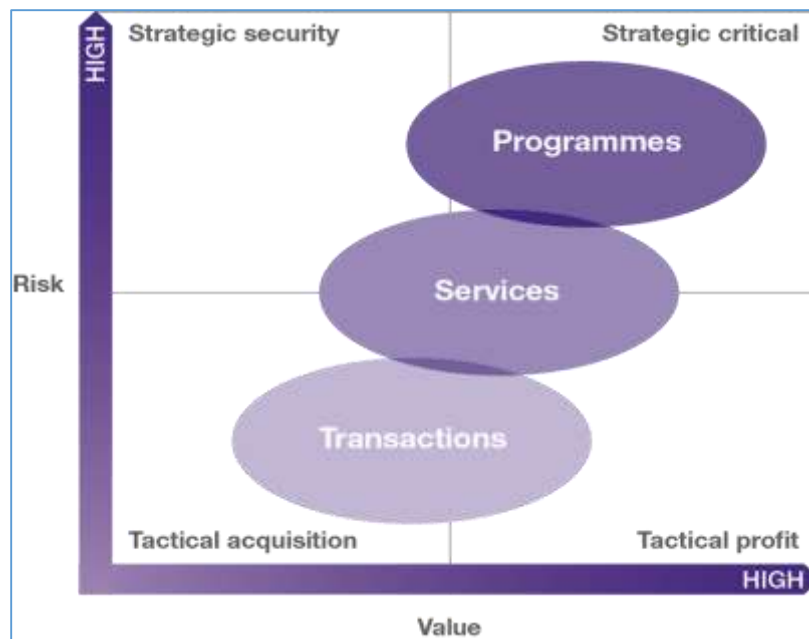 HIGH
Strategic security
Strategic critical
Programmes
Risk
Services
Transactions
Tactical acquisition
Tactical profit
HIGH
Value